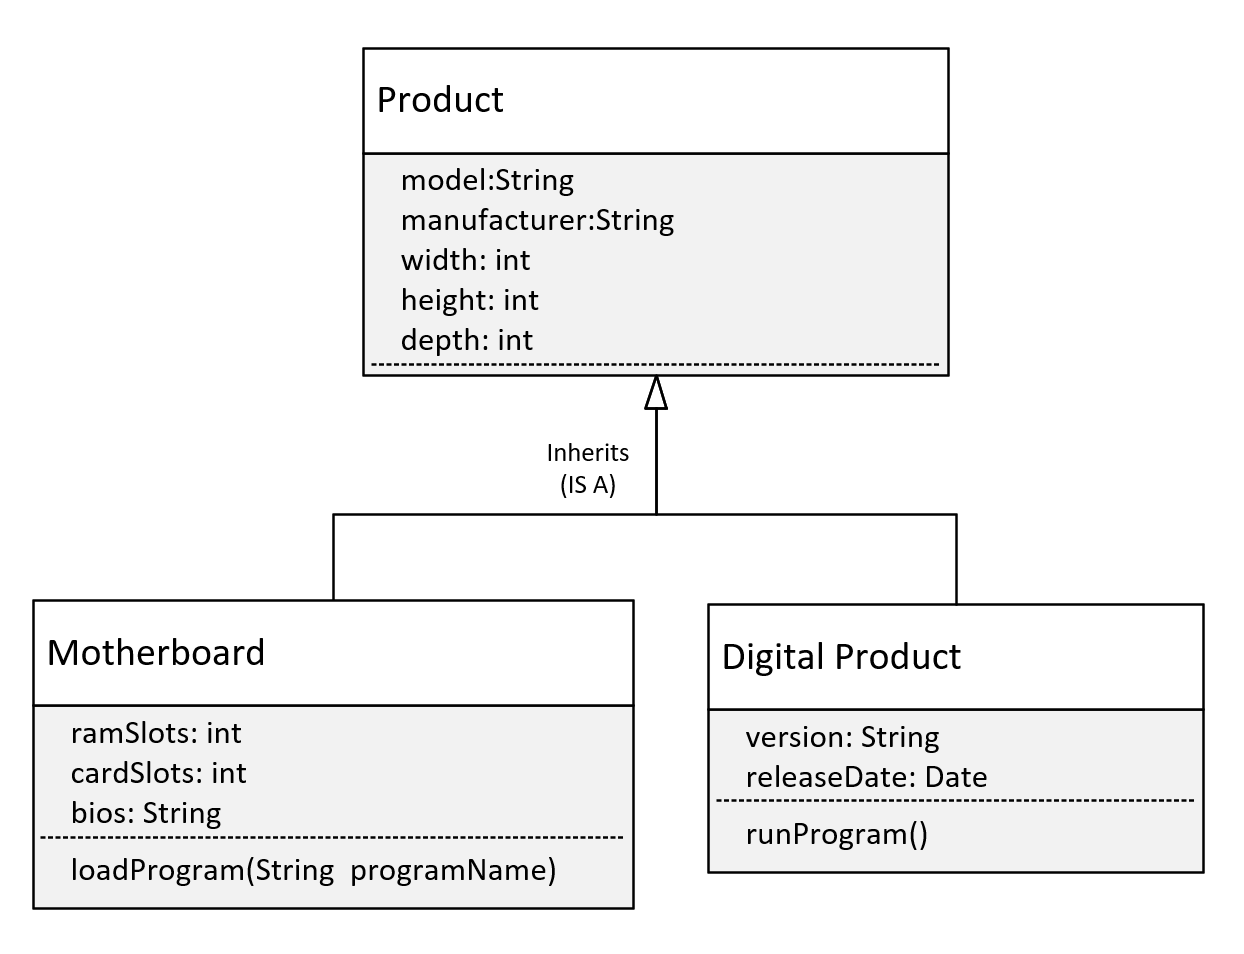 Product
model:String
manufacturer:String
width: int
height: int
depth: int
Inherits
(IS A)
Motherboard
ramSlots: int
cardSlots: int
bios: String
loadProgram(String  programName)
Digital Product
version: String
releaseDate: Date
runProgram()